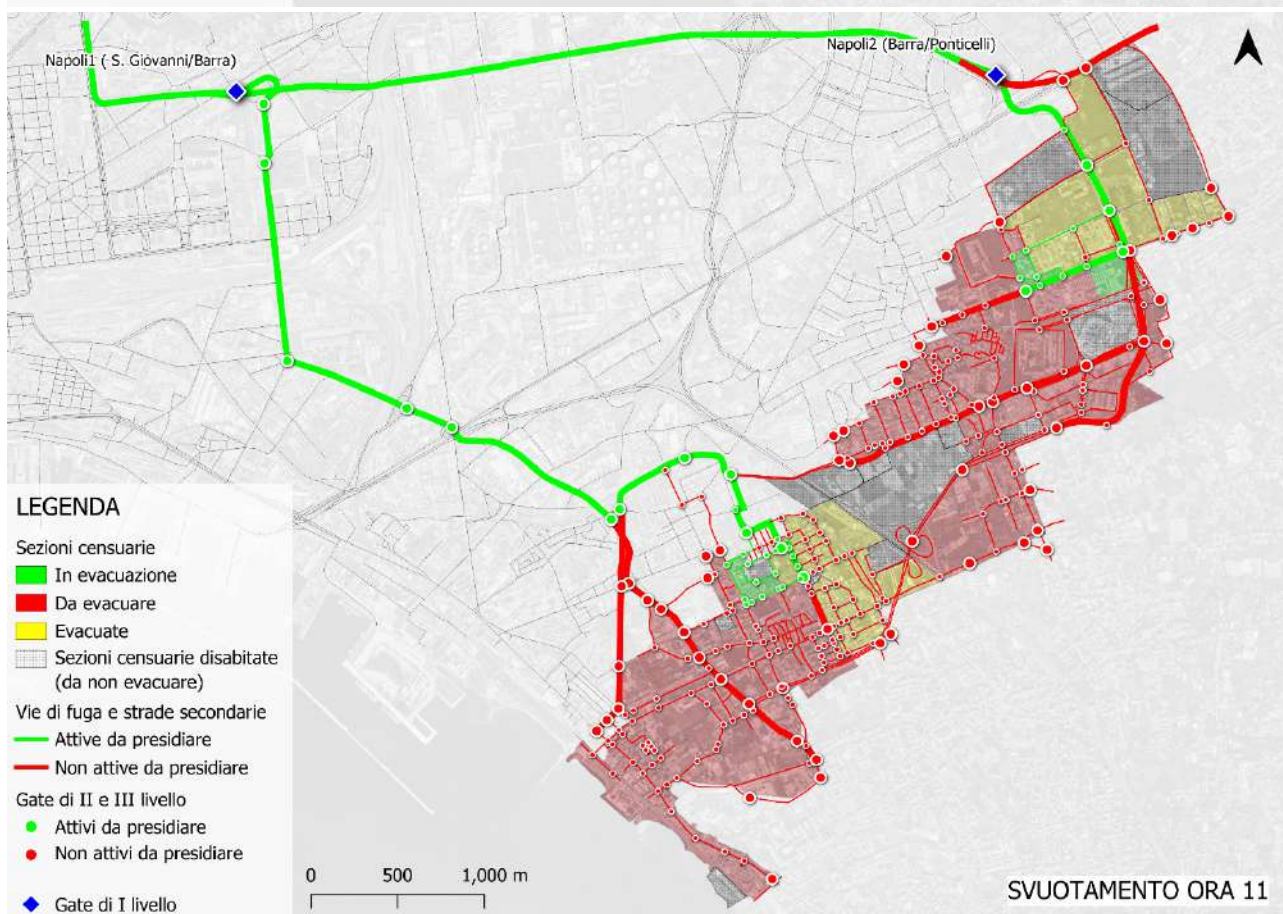 Napoli1 ( S. Giovanni/Barra)
Napoli2 (Barra/Ponticelli)
LEGENDA
Sezioni censuarie
In evacuazione
Da evacuare
Evacuate
Sezioni censuarie disabitate
(da non evacuare)
Vie di fuga e strade secondarie
Attive da presidiare
Non attive da presidiare
Gate di II e III livello
Attivi da presidiare
Non attivi da presidiare
Gate di I livello
0 500 1,000 m
SVUOTAMENTO ORA 11